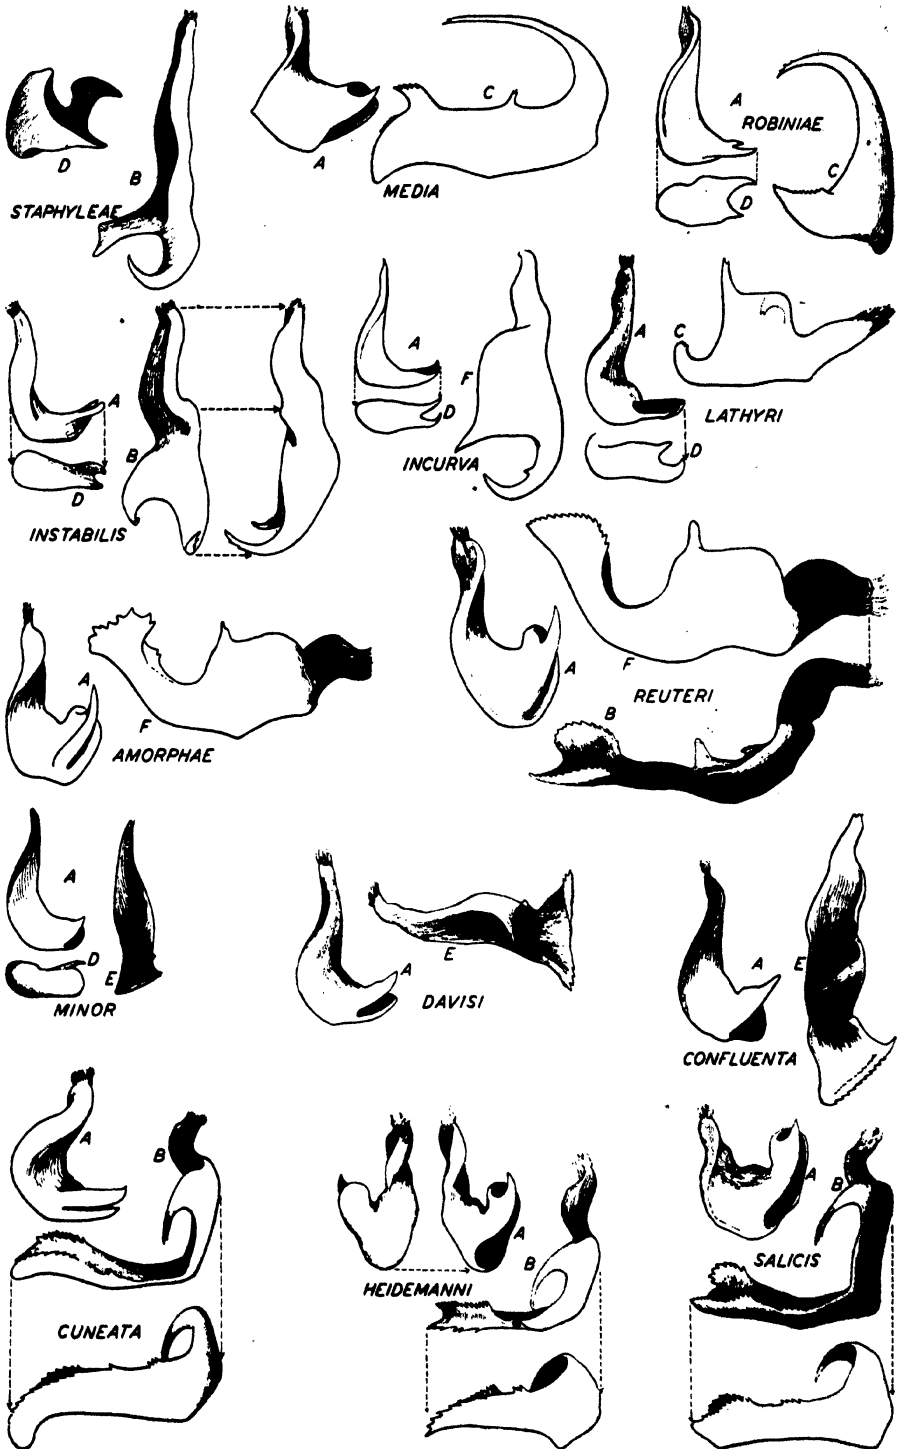 D
B
STAPHYLEAE
A
C
MEDIA
A
ROBINIAE
D
C
A
B
D
INSTABILIS
A
D
F
INCURVA
A
C
LATHYRI
D
A
F
AMORPHAE
A
F
REUTERI
B
A
D
E
MINOR
A
E
DAVISI
A
E
CONFLUENTA
A
B
CUNEATA
A
B
HEIDEMANNI
A
B
SALICIS